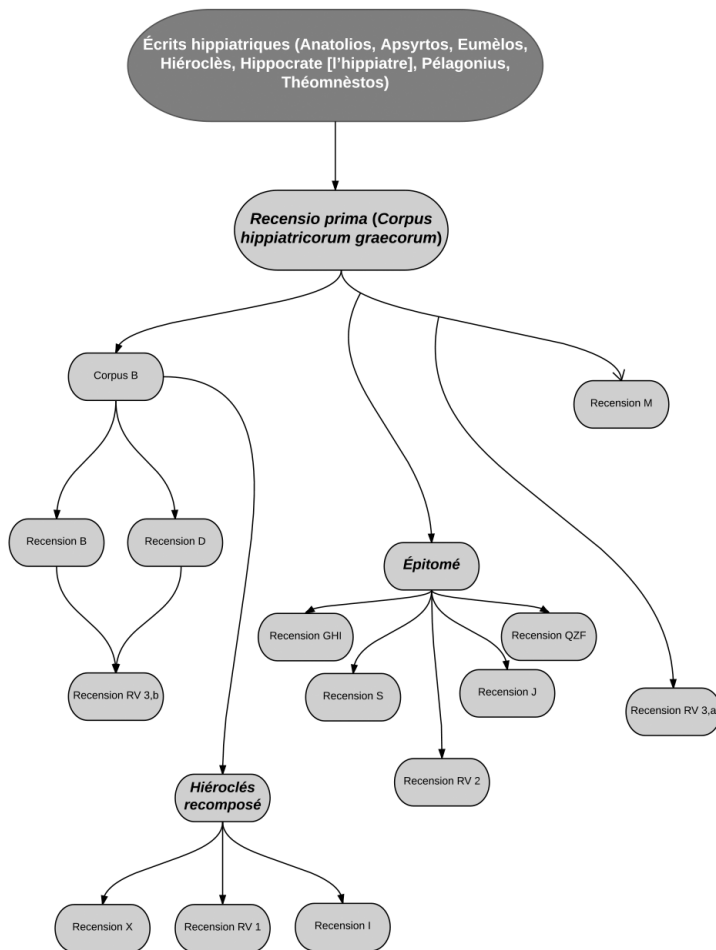 Écrits hippiatriques (Anatolios, Apsyrtos, Eumèlos,
Hiéroclès, Hippocrate [l'hippiatre], Pélagonius,
Théomnèstos)
Recensio prima (Corpus
hippiatricorum graecorum)
Corpus B
Recension M
Recension B
Recension D
Épitomé
Recension GHI
Recension QZF
Recension S
Recension J
Recension RV 3,b
Recension RV 3,a
Recension RV 2
Hiéroclés
recomposé
Recension X
Recension RV 1
Recension I